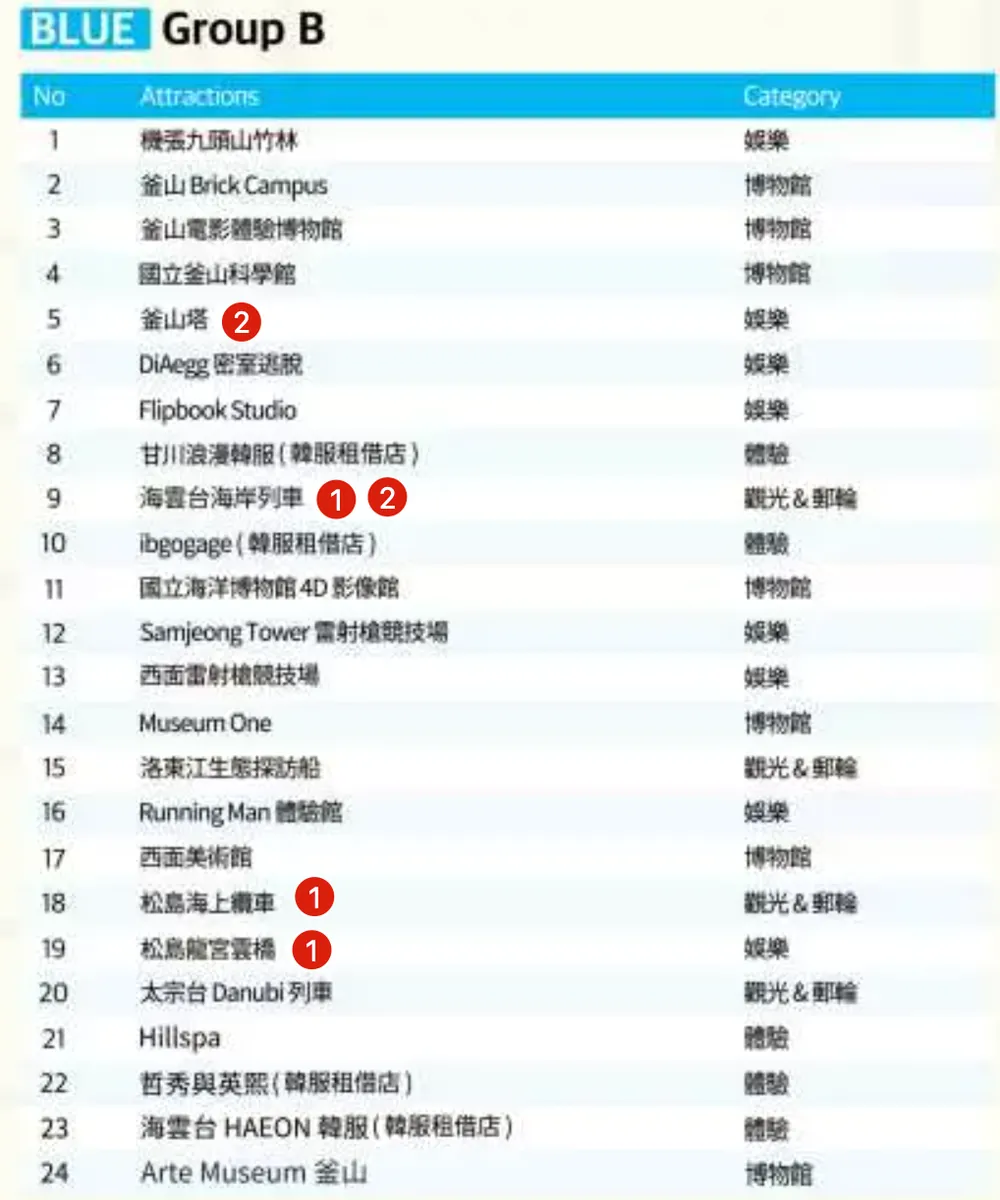 BLUE Group B
No Attractions Category
1 機張九頭山竹林 娛樂
2 釜山 Brick Campus 博物館
3 釜山電影體驗博物館 博物館
4 國立釜山科學館 博物館
5 釜山塔 2 娛樂
6 DiAegg 密室逃脫 娛樂
7 Flipbook Studio 娛樂
8 甘川浪漫韓服 ( 韓服租借店 ) 體驗
9 海雲台海岸列車 1 2 觀光 & 郵輪
10 ibgogage ( 韓服租借店 ) 體驗
11 國立海洋博物館 4D 影像館 博物館
12 Samjeong Tower 雷射槍競技場 娛樂
13 西面雷射槍競技場 娛樂
14 Museum One 博物館
15 洛東江生態探訪船 觀光 & 郵輪
16 Running Man 體驗館 娛樂
17 西面美術館 博物館
18 松島海上纜車 1 觀光 & 郵輪
19 松島龍宮雲橋 1 娛樂
20 太宗台 Danubi 列車 觀光 & 郵輪
21 Hillspa 體驗
22 哲秀與英熙 ( 韓服租借店 ) 體驗
23 海雲台 HAEON 韓服 ( 韓服租借店 ) 體驗
24 Arte Museum 釜山 博物館